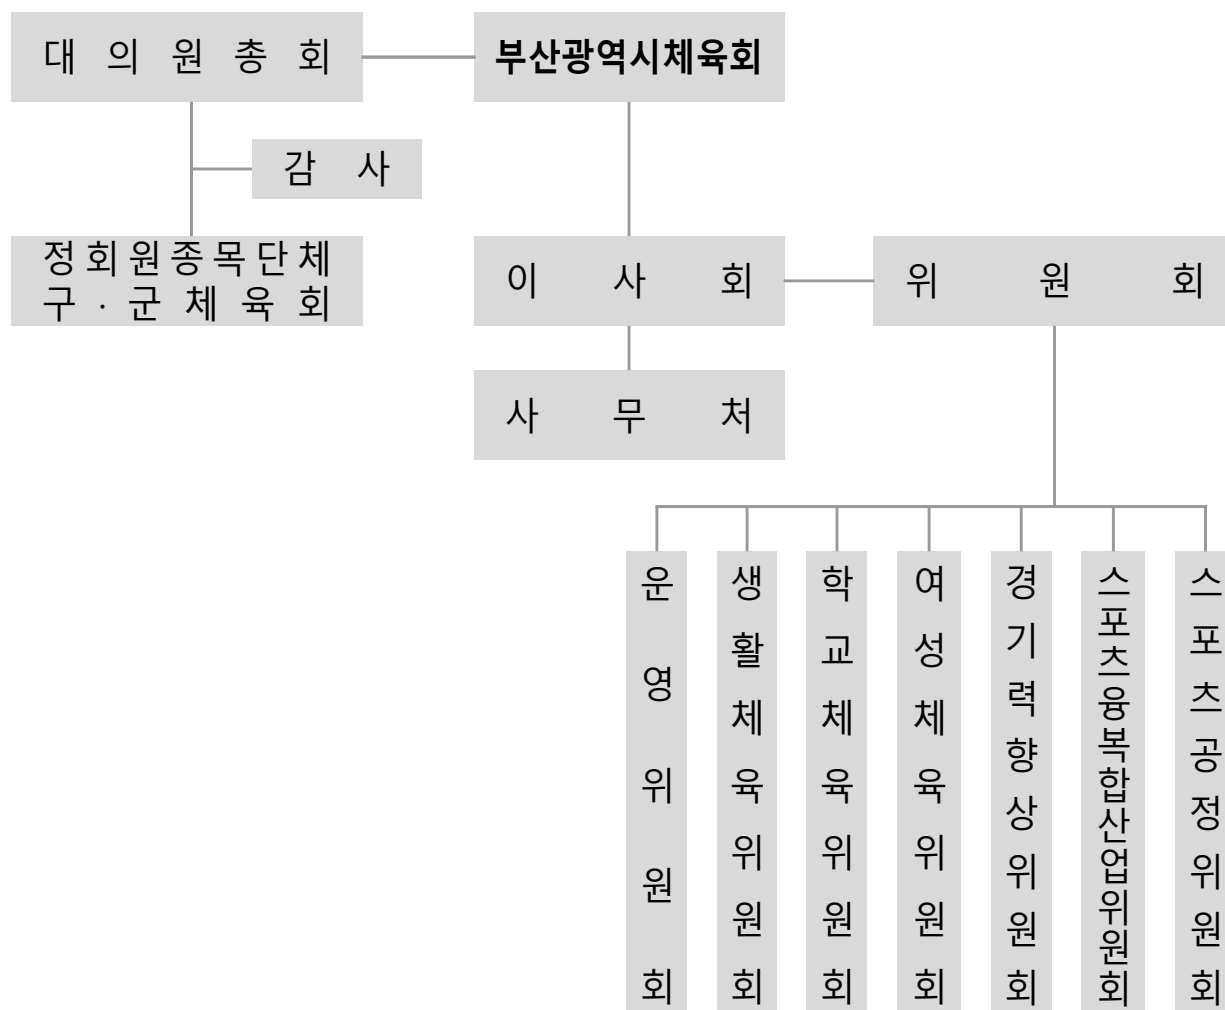 대의원총회
부산광역시체육회
감사
정회원종목단체
구·군체육회
이사회
위원회
사무처
운영위원회
생활체육위원회
학교체육위원회
여성체육위원회
경기력향상위원회
스포츠융복합산업위원회
스포츠공정위원회